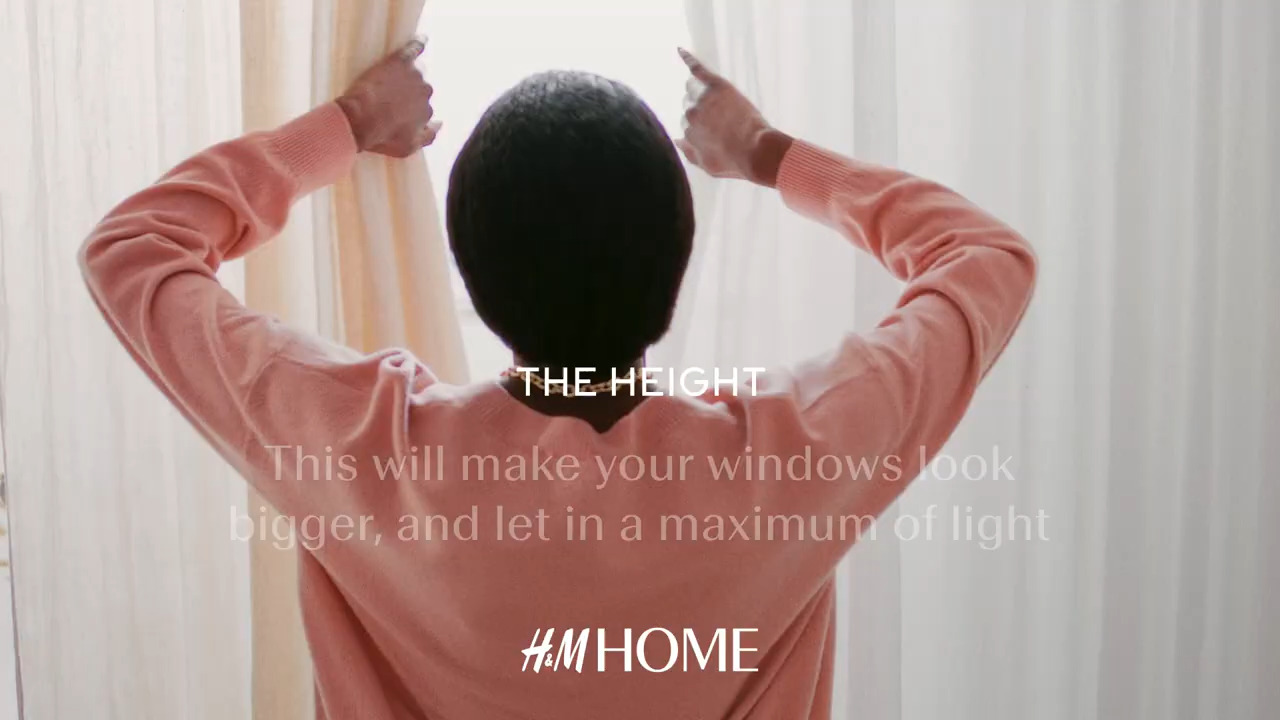 THE HEIGHT
This will make your windows look
bigger, and let in a maximum of light
H&M HOME